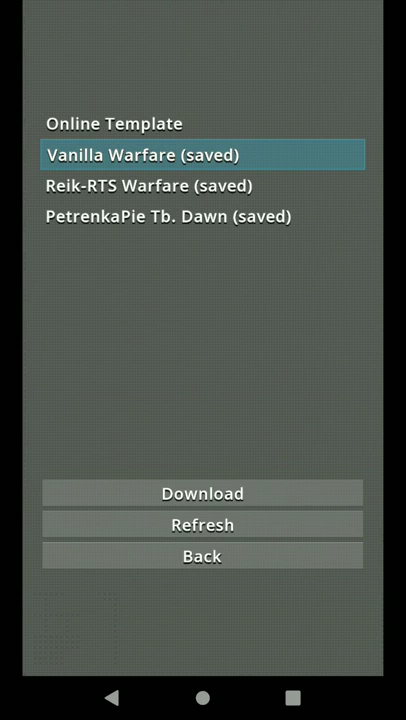 Online Template
Vanilla Warfare (saved)
Reik-RTS Warfare (saved)
PetrenkaPie Tb. Dawn (saved)
Download
Refresh
Back